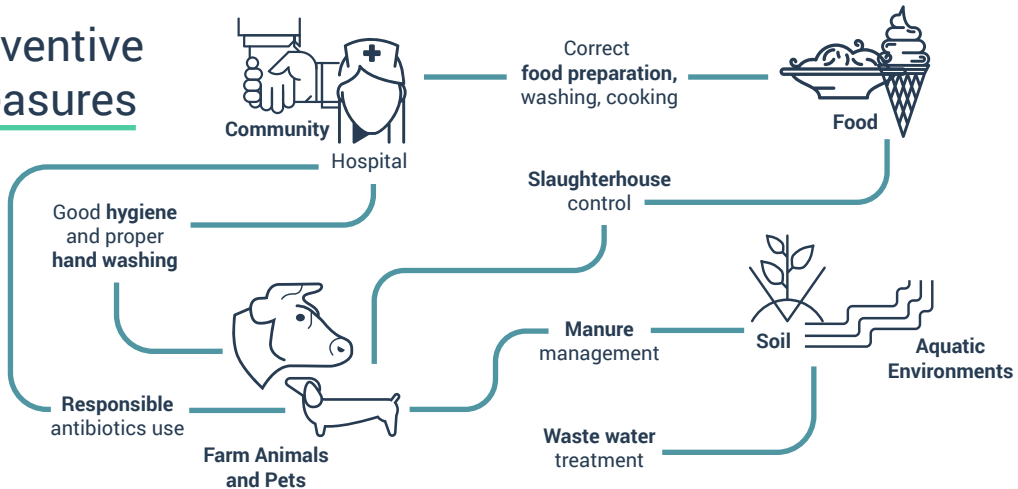 ventive
asures
Community
Hospital
Correct
food preparation,
washing, cooking
Food
Good hygiene
and proper
hand washing
Slaughterhouse
control
Manure
management
Soil
Aquatic
Environments
Responsible
antibiotics use
Farm Animals
and Pets
Waste water
treatment